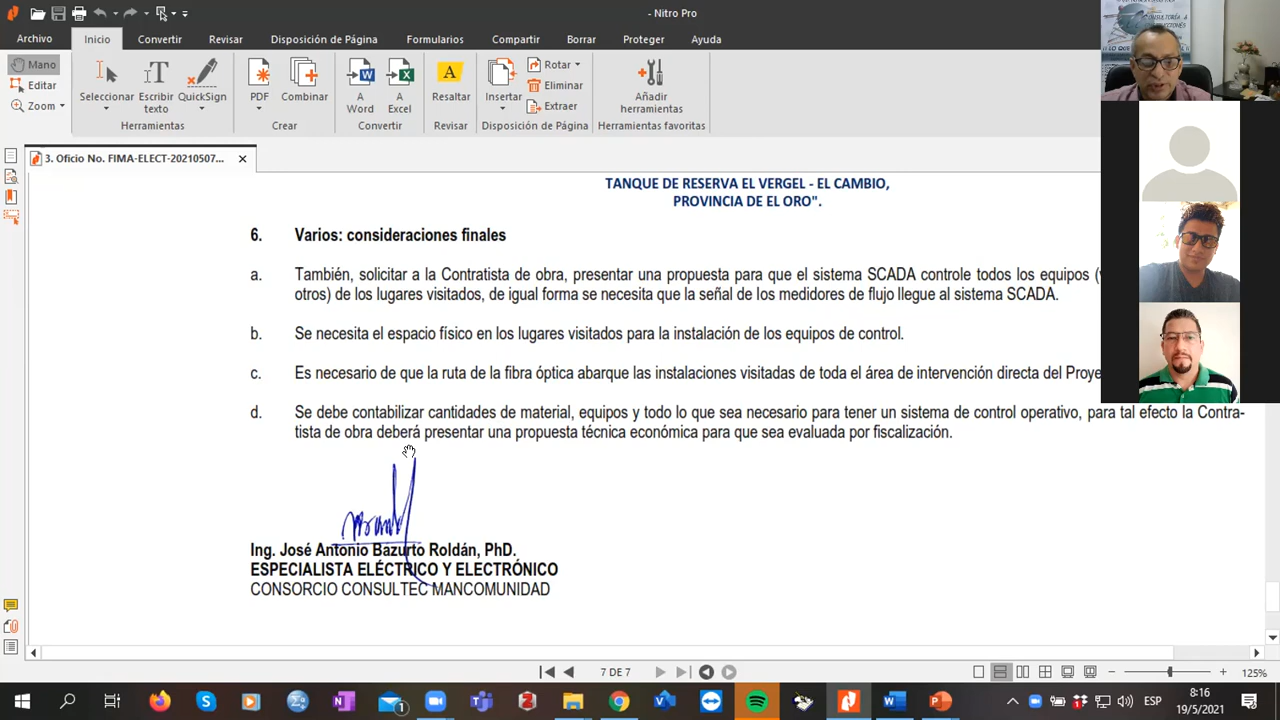 - Nitro Pro
Archivo Inicio Convertir Revisar Disposición de Página Formularios Compartir Borrar Proteger Ayuda
Mano
Editar
Zoom
Seleccionar
Escribir texto
QuickSign
Herramientas
PDF
Combinar
Crear
A Word
A Excel
Convertir
Resaltar
Revisar
Insertar
Rotar
Eliminar
Extraer
Disposición de Página
Añadir herramientas
Herramientas favoritas
3. Oficio No. FIMA-ELECT-20210507...
TANQUE DE RESERVA EL VERGEL - EL CAMBIO,
PROVINCIA DE EL ORO".
6. Varios: consideraciones finales
a. También, solicitar a la Contratista de obra, presentar una propuesta para que el sistema SCADA controle todos los equipos
otros) de los lugares visitados, de igual forma se necesita que la señal de los medidores de flujo llegue al sistema SCADA.
b. Se necesita el espacio físico en los lugares visitados para la instalación de los equipos de control.
c. Es necesario de que la ruta de la fibra óptica abarque las instalaciones visitadas de toda el área de intervención directa del Proye
d. Se debe contabilizar cantidades de material, equipos y todo lo que sea necesario para tener un sistema de control operativo, para tal efecto la Contra-
tista de obra deberá presentar una propuesta técnica económica para que sea evaluada por fiscalización.
Ing. José Antonio Bazurto Roldán, PhD.
ESPECIALISTA ELÉCTRICO Y ELECTRÓNICO
CONSORCIO CONSULTEC MANCOMUNIDAD
7 DE 7
125%
ESP
8:16
19/5/2021